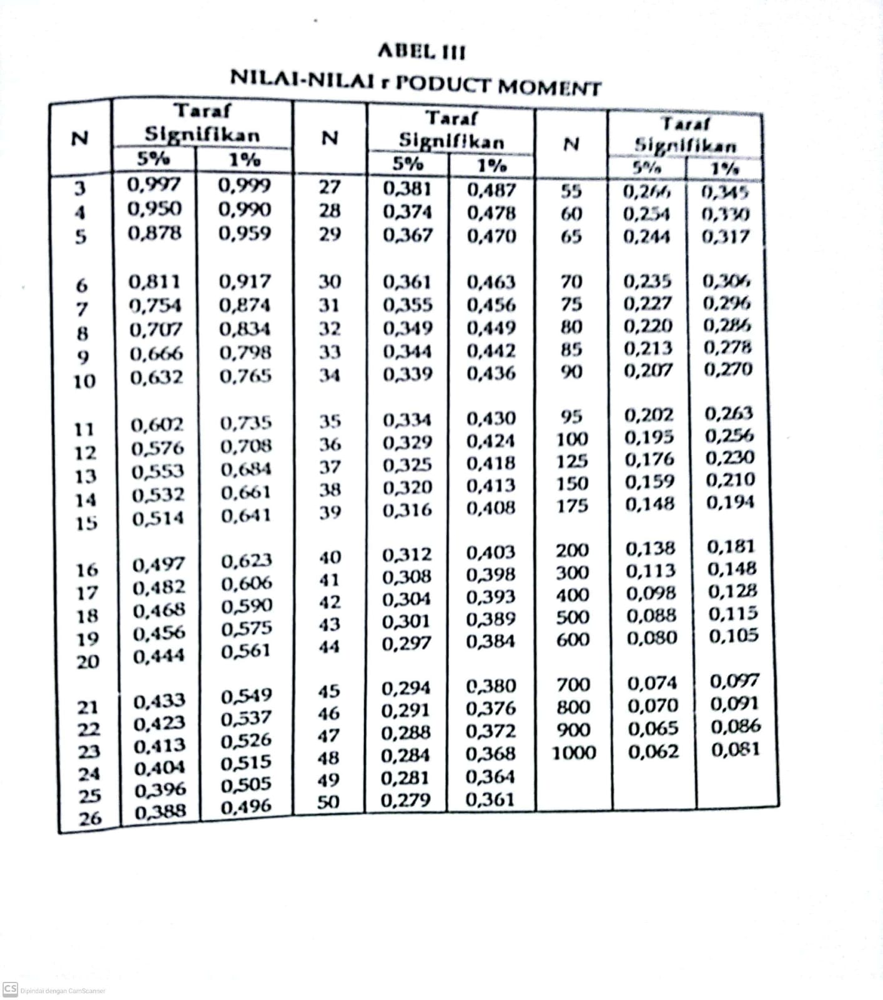 ABEL III
NILAI-NILAI r PODUCT MOMENT
N Taraf Signifikan N Taraf Signifikan N Taraf Signifikan
5% 1% 5% 1% 5% 1%
3 0,997 0,999 27 0,381 0,487 55 0,266 0,345
4 0,950 0,990 28 0,374 0,478 60 0,254 0,330
5 0,878 0,959 29 0,367 0,470 65 0,244 0,317
6 0,811 0,917 30 0,361 0,463 70 0,235 0,306
7 0,754 0,874 31 0,355 0,456 75 0,227 0,296
8 0,707 0,834 32 0,349 0,449 80 0,220 0,286
9 0,666 0,798 33 0,344 0,442 85 0,213 0,278
10 0,632 0,765 34 0,339 0,436 90 0,207 0,270
11 0,602 0,735 35 0,334 0,430 95 0,202 0,263
12 0,576 0,708 36 0,329 0,424 100 0,195 0,256
13 0,553 0,684 37 0,325 0,418 125 0,176 0,230
14 0,532 0,661 38 0,320 0,413 150 0,159 0,210
15 0,514 0,641 39 0,316 0,408 175 0,148 0,194
16 0,497 0,623 40 0,312 0,403 200 0,138 0,181
17 0,482 0,606 41 0,308 0,398 300 0,113 0,148
18 0,468 0,590 42 0,304 0,393 400 0,098 0,128
19 0,456 0,575 43 0,301 0,389 500 0,088 0,115
20 0,444 0,561 44 0,297 0,384 600 0,080 0,105
21 0,433 0,549 45 0,294 0,380 700 0,074 0,097
22 0,423 0,537 46 0,291 0,376 800 0,070 0,091
23 0,413 0,526 47 0,288 0,372 900 0,065 0,086
24 0,404 0,515 48 0,284 0,368 1000 0,062 0,081
25 0,396 0,505 49 0,281 0,364
26 0,388 0,496 50 0,279 0,361
CS Dipindai dengan CamScanner